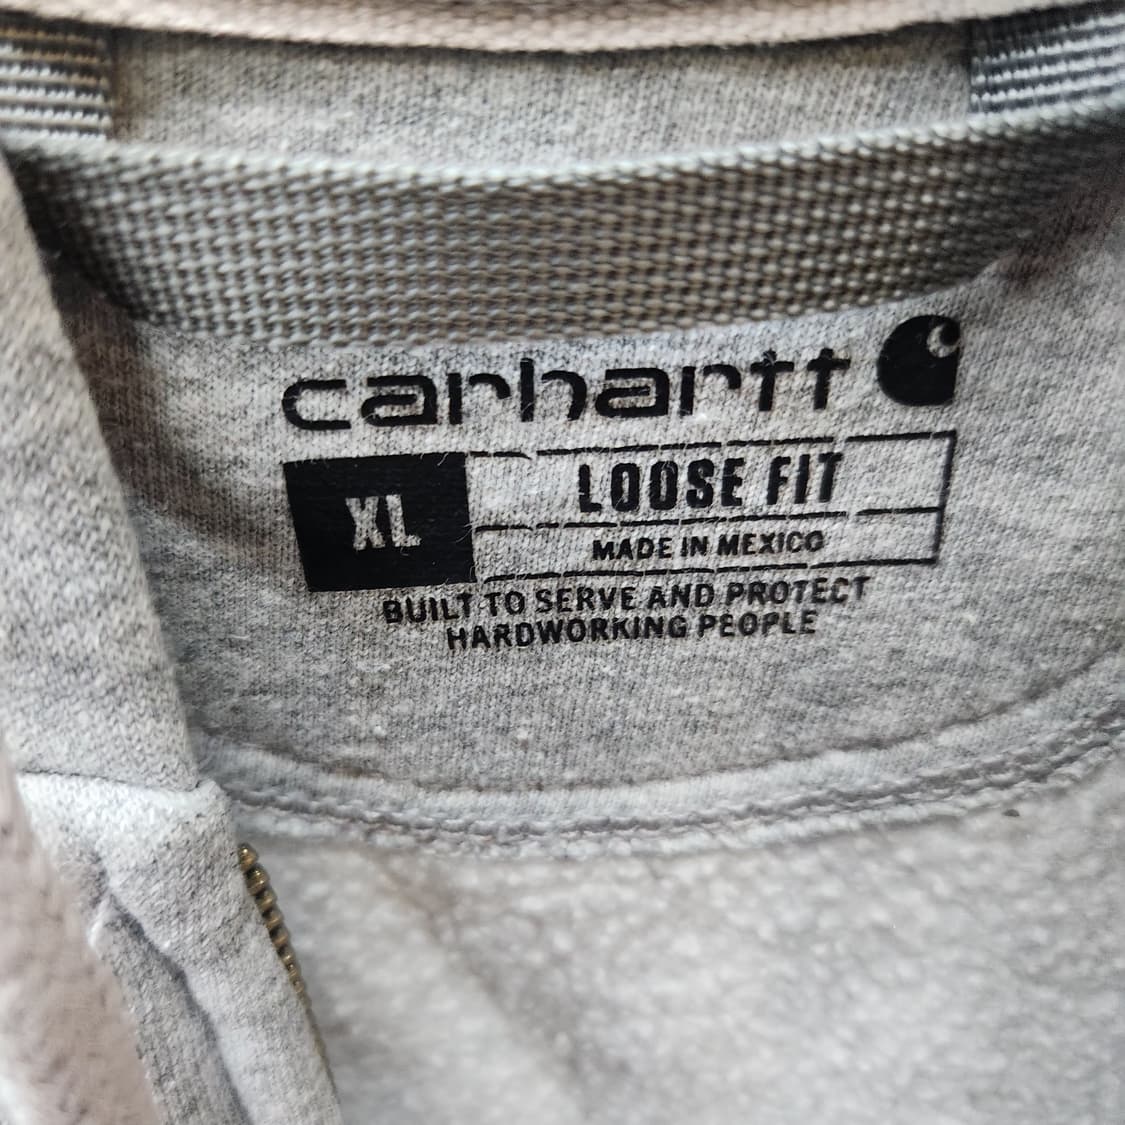 carhartt
XL
LOOSE FIT
MADE IN MEXICO
BUILT TO SERVE AND PROTECT
HARDWORKING PEOPLE